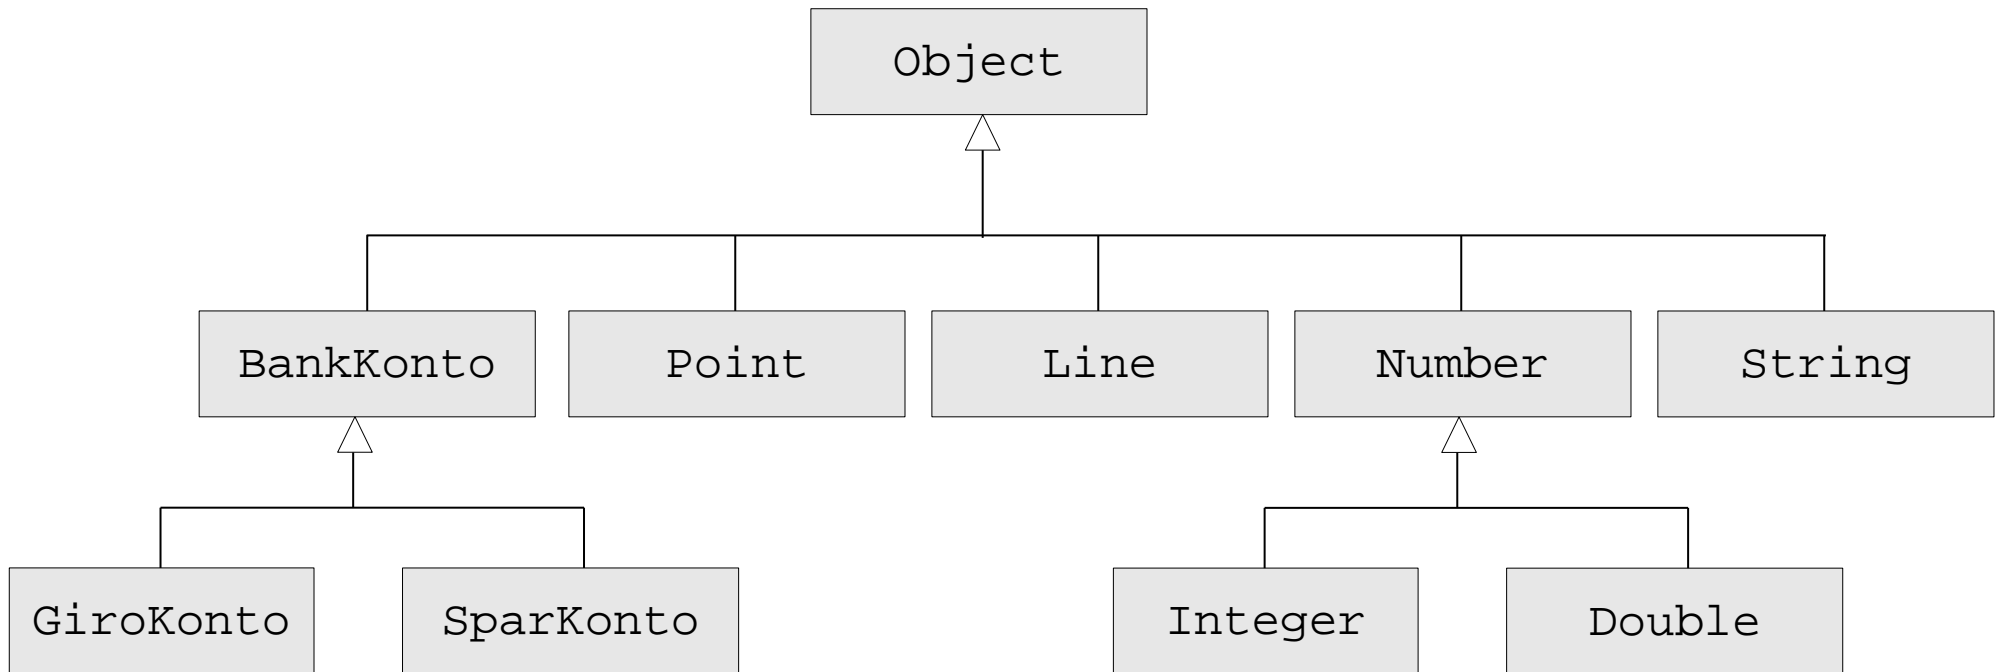 Object
BankKonto
Point
Line
Number
String
GiroKonto
SparKonto
Integer
Double